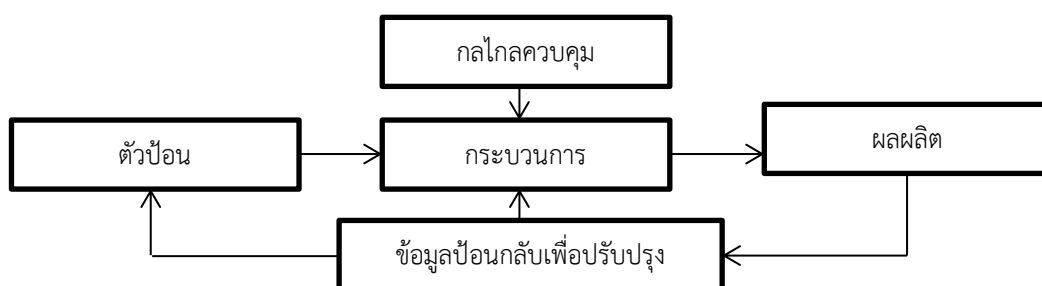 กลไกลควบคุม
ตัวป้อน
กระบวนการ
ผลผลิต
ข้อมูลป้อนกลับเพื่อปรับปรุง